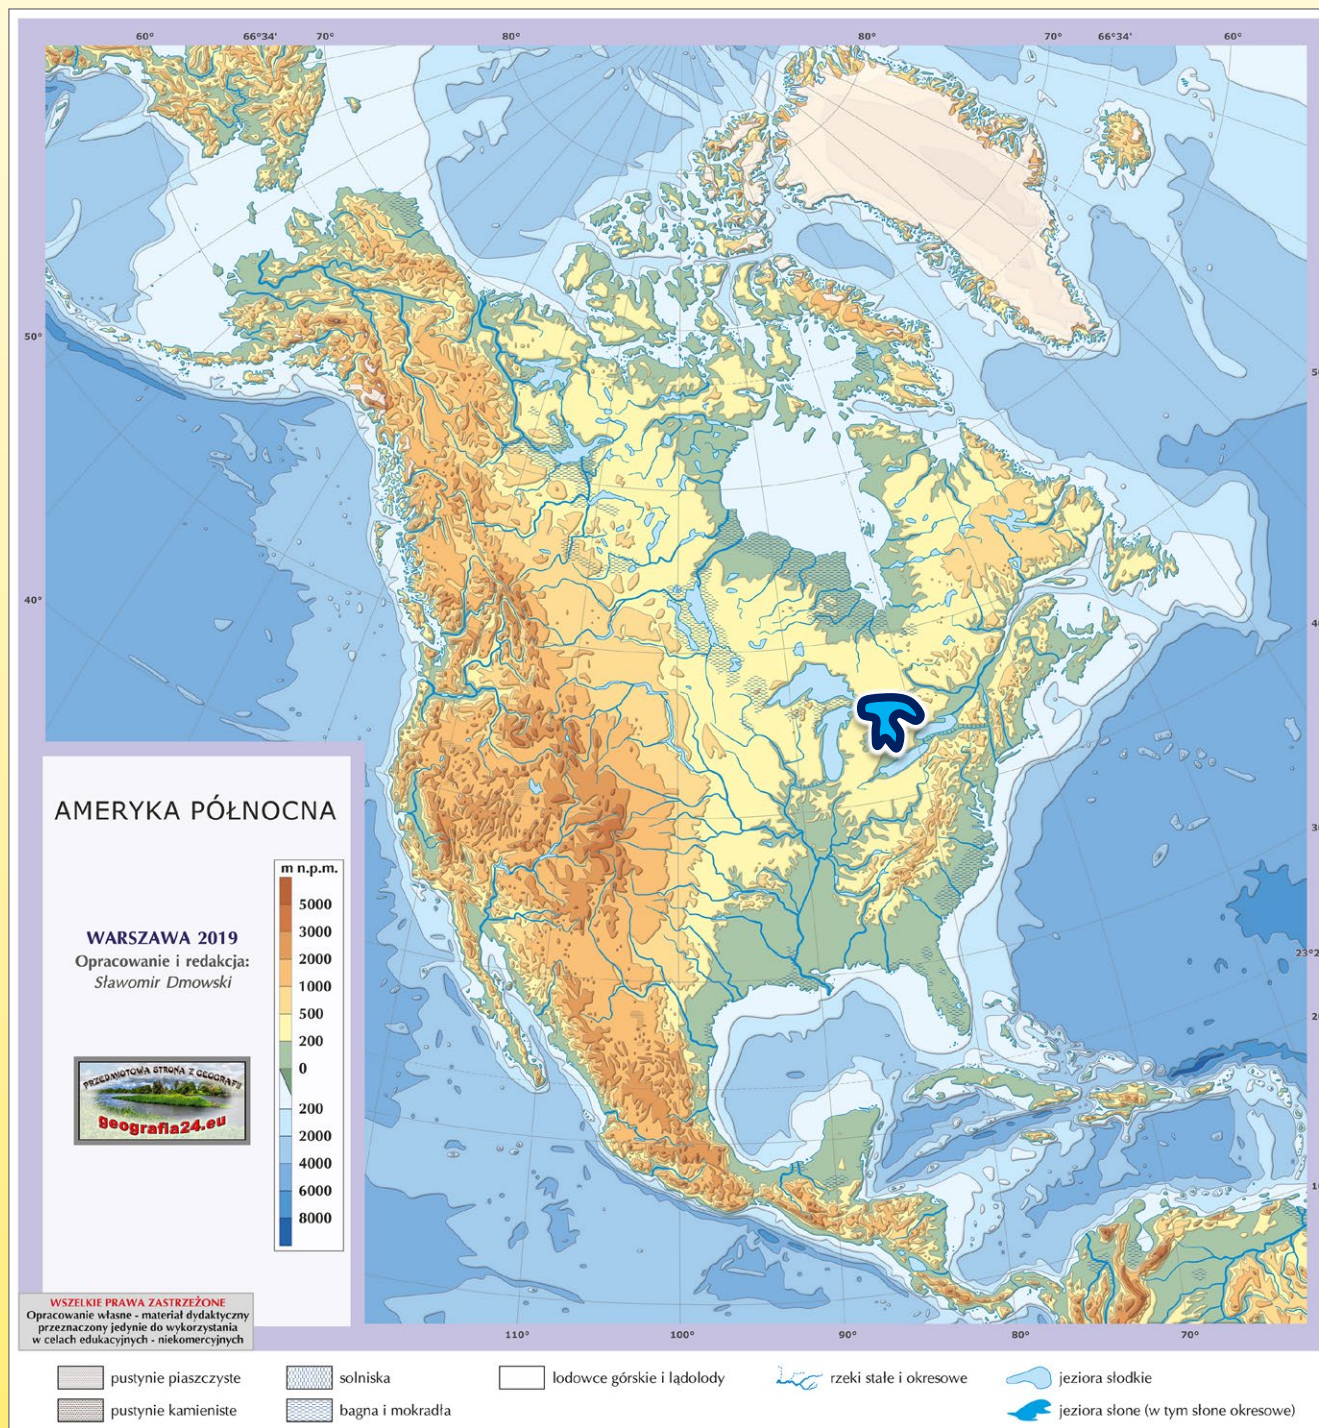 60° 66°34' 70° 80° 80° 70° 66°34' 60°
50°
40°
AMERYKA PÓŁNOCNA
WARSZAWA 2019
Opracowanie i redakcja:
Sławomir Dmowski
PRZEDMIOTOWA STRONA Z GEOGRAFII
geografia24.eu
m n.p.m.
5000
3000
2000
1000
500
200
0
200
2000
4000
6000
8000
WSZELKIE PRAWA ZASTRZEŻONE
Opracowanie własne - materiał dydaktyczny
przeznaczony jedynie do wykorzystania
w celach edukacyjnych - niekomercyjnych
110° 100° 90° 80° 70°
pustynie piaszczyste
solniska
lodowce górskie i lądolody
rzeki stałe i okresowe
jeziora słodkie
pustynie kamieniste
bagna i mokradła
jeziora słone (w tym słone okresowe)